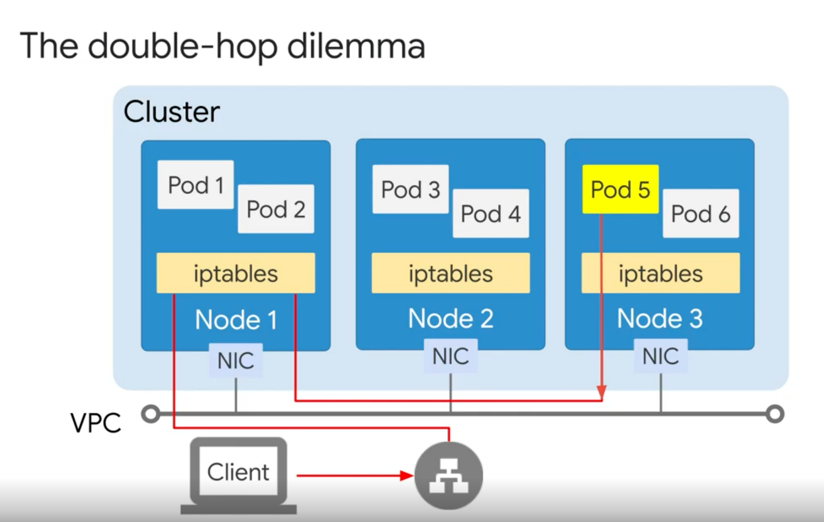 The double-hop dilemma
Cluster
Pod 1
Pod 2
iptables
Node 1
NIC
Pod 3
Pod 4
iptables
Node 2
NIC
Pod 5
Pod 6
iptables
Node 3
NIC
VPC
Client